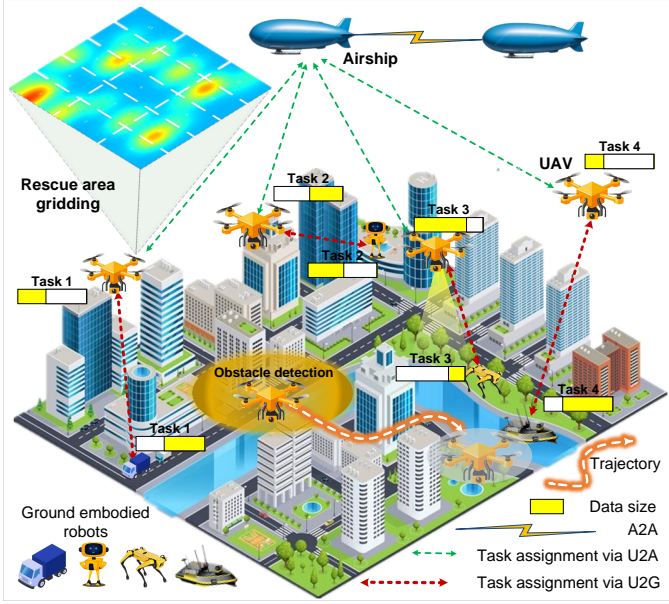 Airship
Task 4
UAV
Rescue area
gridding
Task 2
Task 3
Task 2
Task 1
Task 3
Obstacle detection
Task 4
Task 1
Trajectory
Ground embodied
robots
Data size
A2A
Task assignment via U2A
Task assignment via U2G